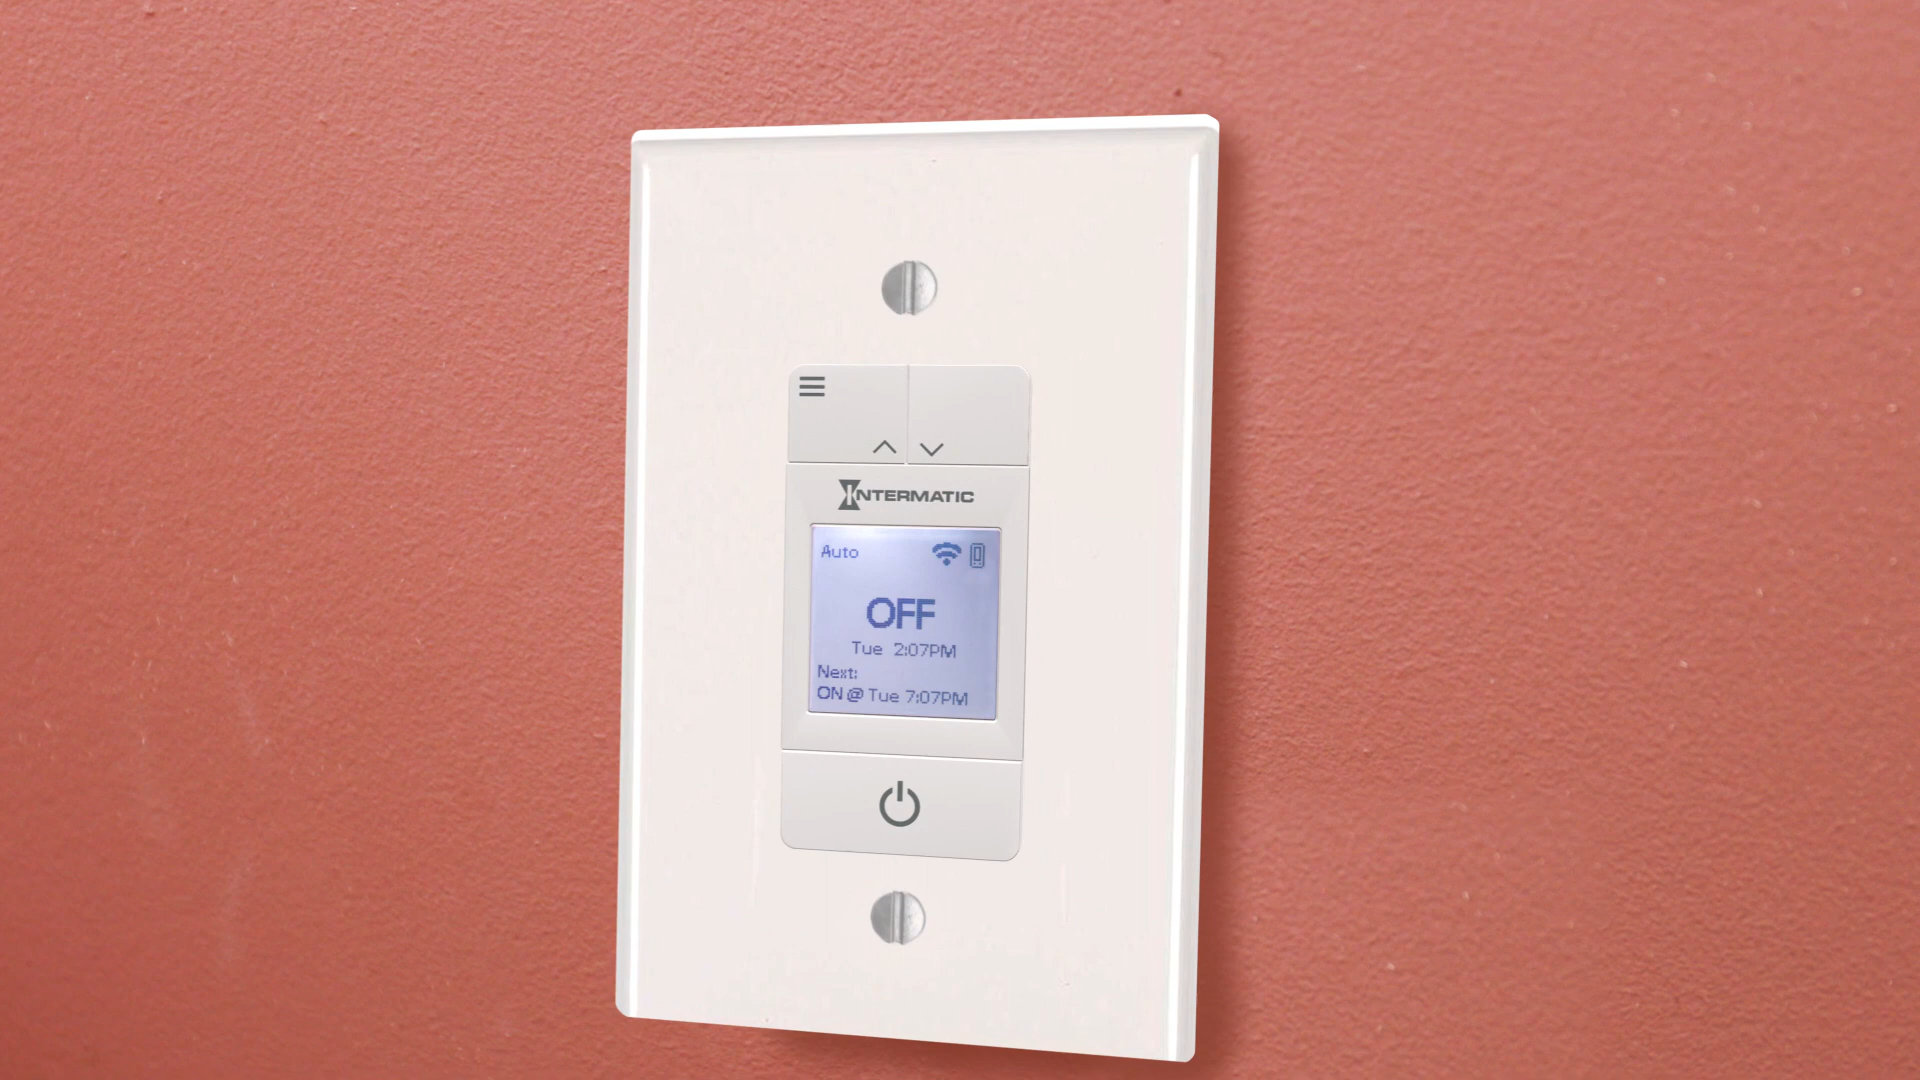 INTERMATIC
Auto
OFF
Tue 2:07PM
Next:
ON @ Tue 7:07PM